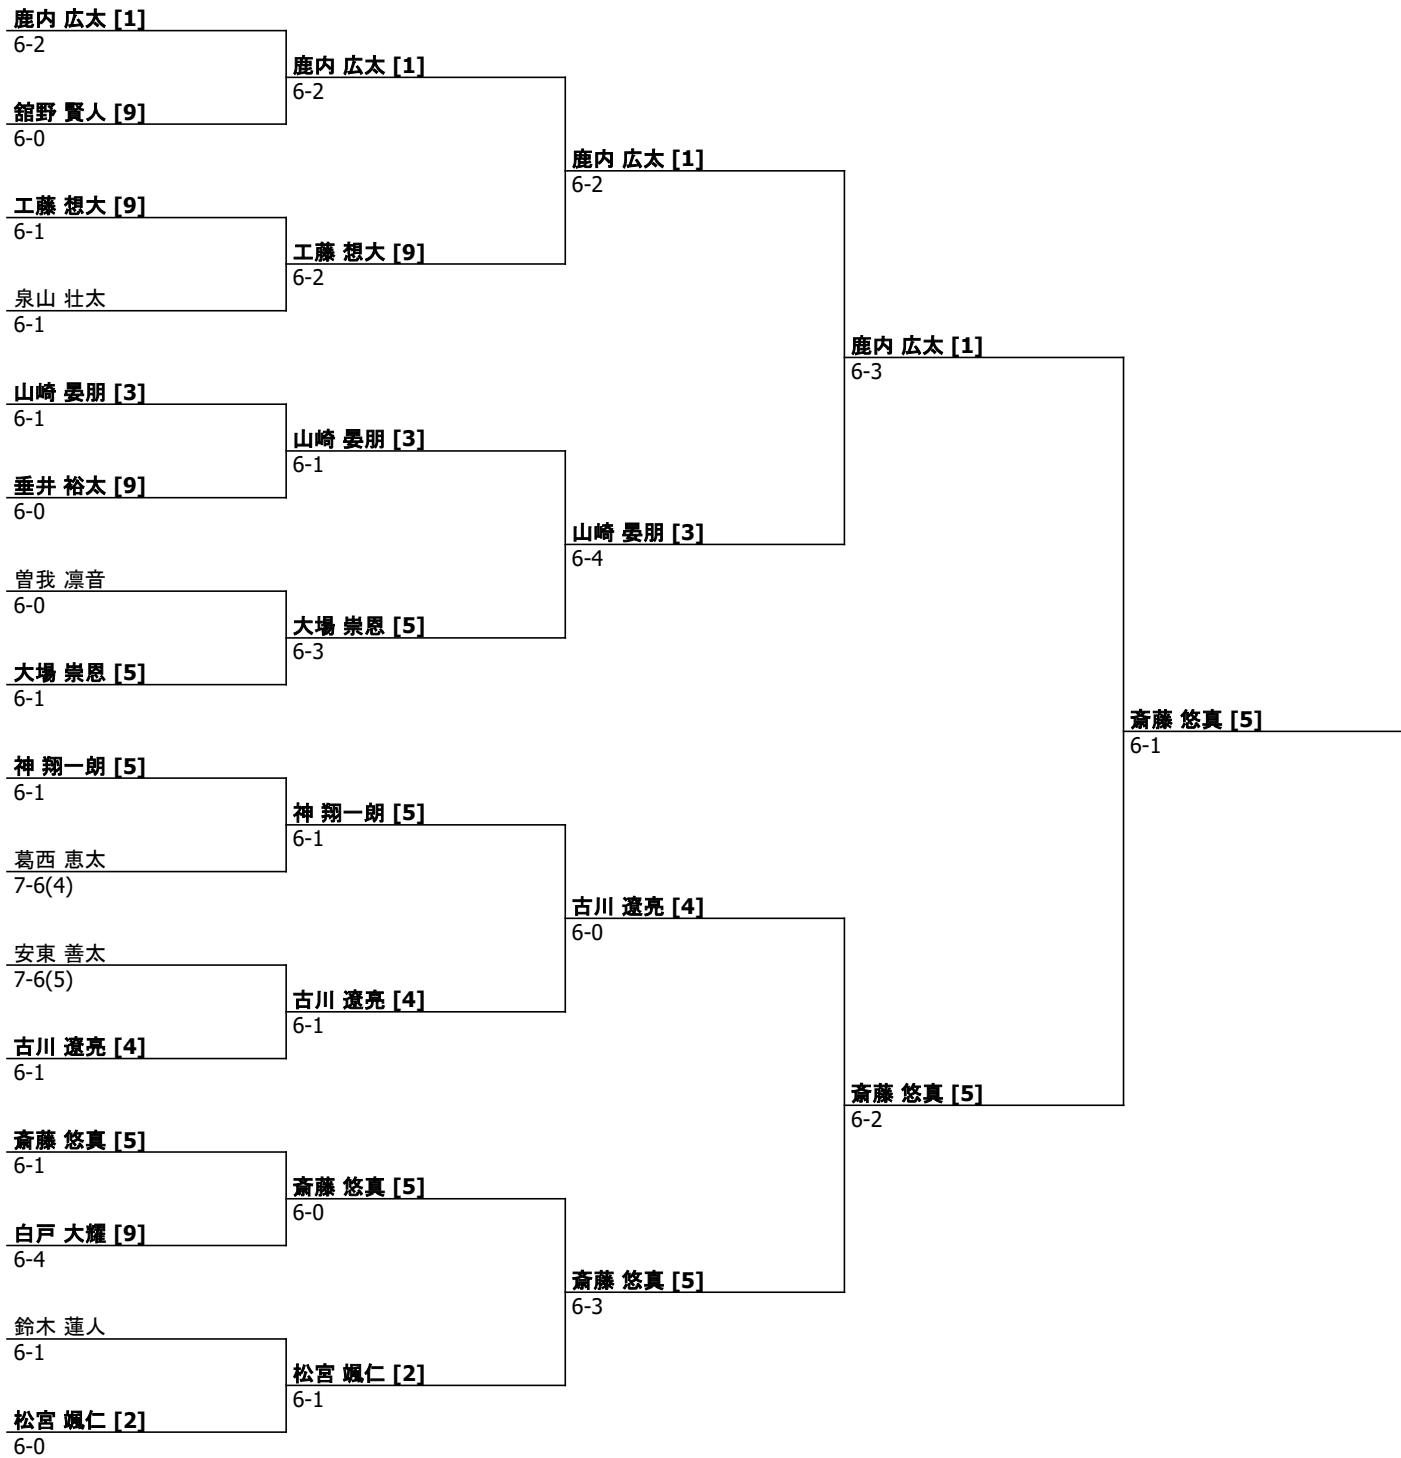 鹿内 広太 [1]
6-2
舘野 賢人 [9]
6-0
工藤 想大 [9]
6-1
泉山 壮太
6-1
山崎 晏朋 [3]
6-1
垂井 裕太 [9]
6-0
曽我 凛音
6-0
大場 崇恩 [5]
6-1
神 翔一朗 [5]
6-1
葛西 恵太
7-6(4)
安東 善太
7-6(5)
古川 遼亮 [4]
6-1
斎藤 悠真 [5]
6-1
白戸 大耀 [9]
6-4
鈴木 蓮人
6-1
松宮 颯仁 [2]
6-0
鹿内 広太 [1]
6-2
工藤 想大 [9]
6-2
山崎 晏朋 [3]
6-1
大場 崇恩 [5]
6-3
神 翔一朗 [5]
6-1
古川 遼亮 [4]
6-1
斎藤 悠真 [5]
6-0
松宮 颯仁 [2]
6-1
鹿内 広太 [1]
6-2
山崎 晏朋 [3]
6-4
古川 遼亮 [4]
6-0
斎藤 悠真 [5]
6-3
鹿内 広太 [1]
6-3
斎藤 悠真 [5]
6-2
斎藤 悠真 [5]
6-1